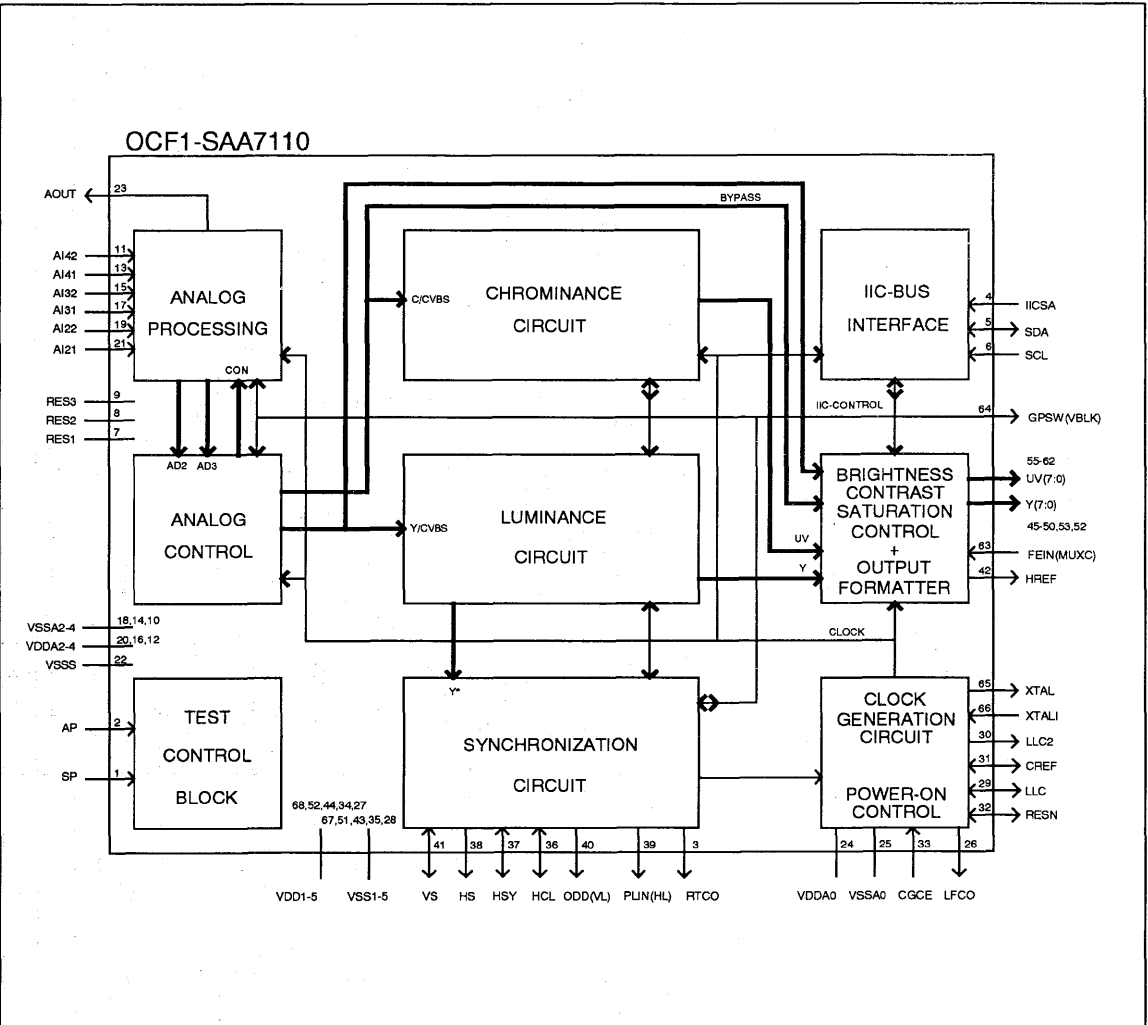 OCF1-SAA7110
AOUT
23
BYPASS
AI42
11
AI41
13
AI32
15
AI31
17
AI22
19
AI21
21
ANALOG
PROCESSING
CON
C/CVBS
CHROMINANCE
CIRCUIT
IIC-BUS
INTERFACE
4
IICSA
5
SDA
6
SCL
RES3
9
RES2
8
RES1
7
IIC-CONTROL
64
GPSW(VBLK)
AD2
AD3
ANALOG
CONTROL
Y/CVBS
LUMINANCE
CIRCUIT
UV
Y
BRIGHTNESS
CONTRAST
SATURATION
CONTROL
+
OUTPUT
FORMATTER
55-62
UV(7:0)
Y(7:0)
45-50,53,52
63
FEIN(MUXC)
42
HREF
VSSA2-4
18,14,10
VDDA2-4
20,16,12
VSSS
22
CLOCK
AP
2
SP
1
TEST
CONTROL
BLOCK
Y*
SYNCHRONIZATION
CIRCUIT
CLOCK
GENERATION
CIRCUIT
POWER-ON
CONTROL
65
XTAL
66
XTALI
30
LLC2
31
CREF
29
LLC
32
RESN
68,52,44,34,27
67,51,43,35,28
41
38
37
36
40
39
3
24
25
33
26
VDD1-5
VSS1-5
VS
HS
HSY
HCL
ODD(VL)
PLIN(HL)
RTCO
VDDA0
VSSA0
CGCE
LFCO